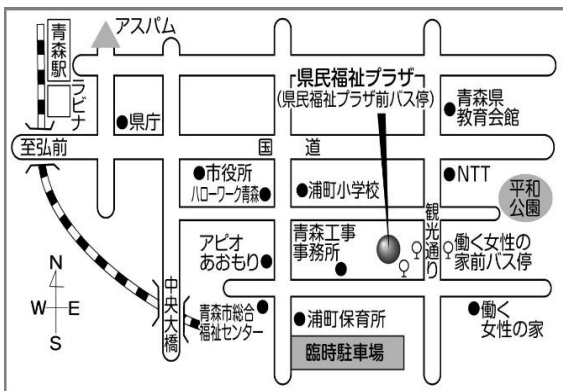 アスパム
青森駅
ラビナ
県庁
県民福祉プラザ
(県民福祉プラザ前バス停)
青森県
教育会館
至弘前
国道
市役所
ハローワーク青森
浦町小学校
NTT
平和
公園
観光通り
アピオ
あおもり
青森工事
事務所
働く女性の
家前バス停
N
W E
S
中央大橋
青森市総合
福祉センター
浦町保育所
働く
女性の家
臨時駐車場